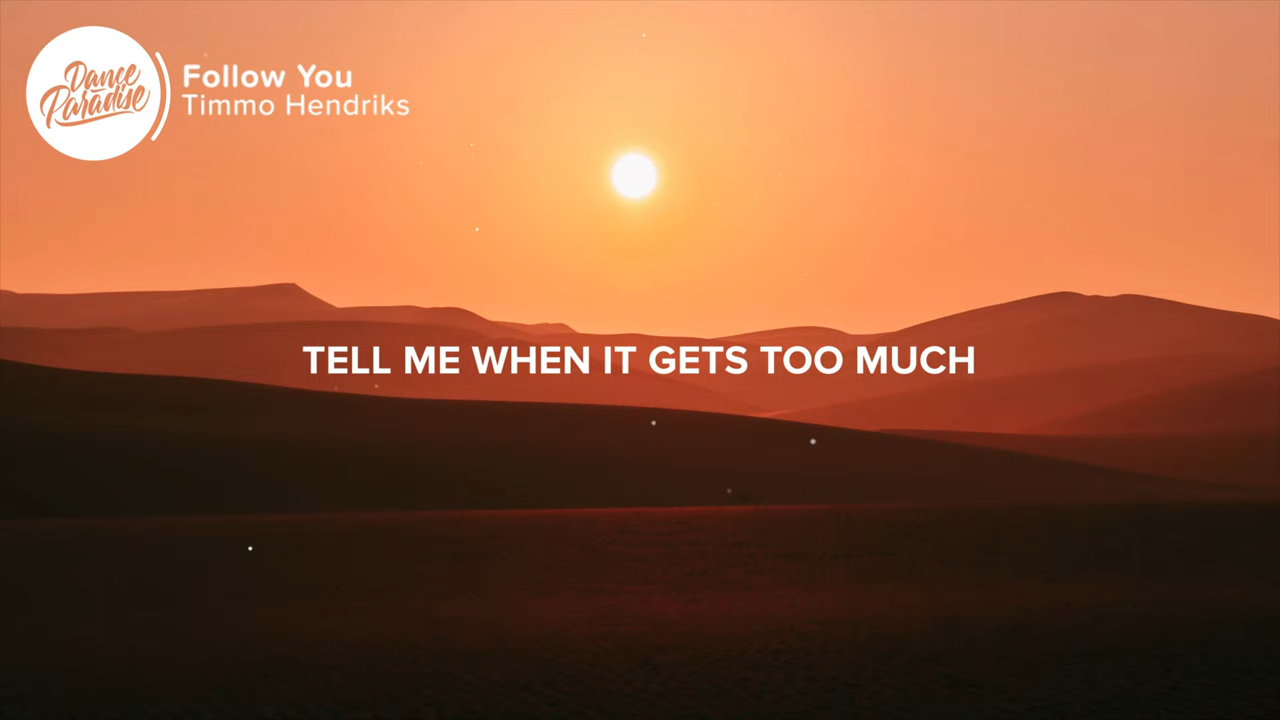 Dance
Paradise
Follow You
Timmo Hendriks
TELL ME WHEN IT GETS TOO MUCH